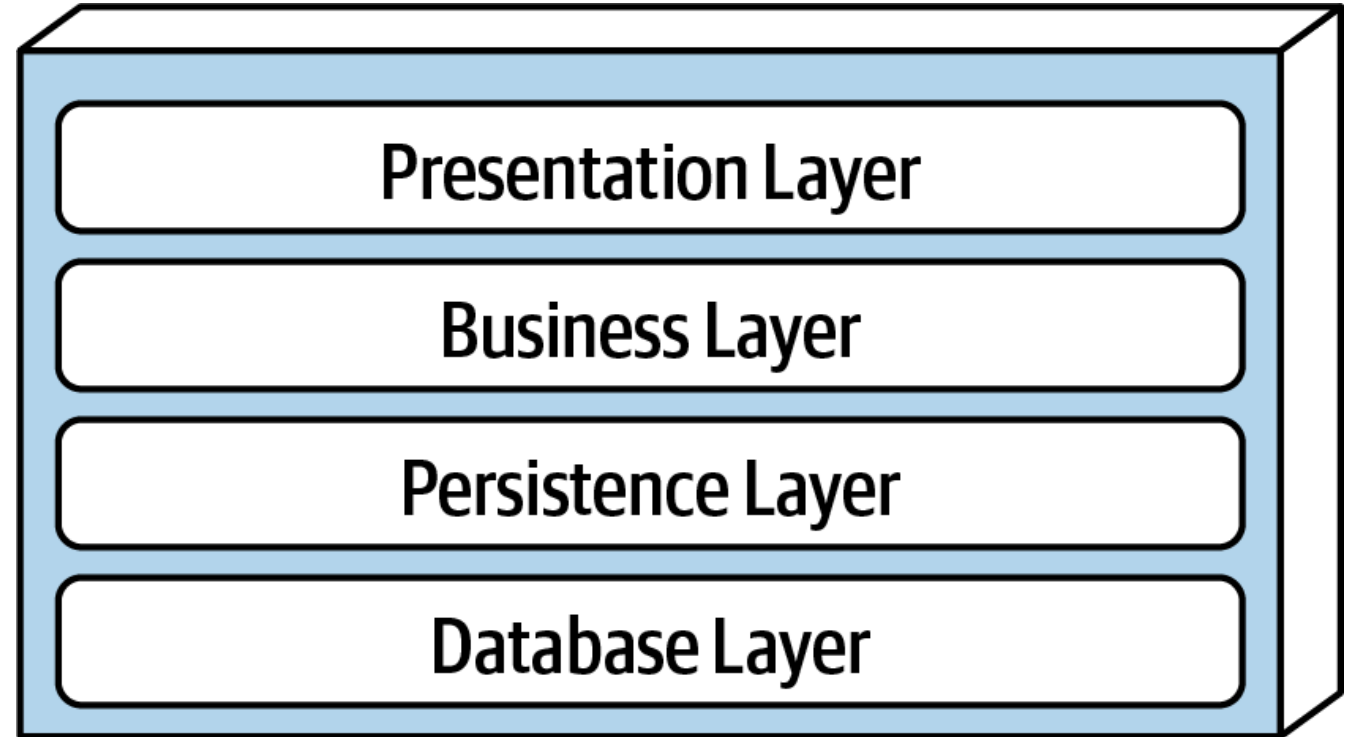 Presentation Layer
Business Layer
Persistence Layer
Database Layer